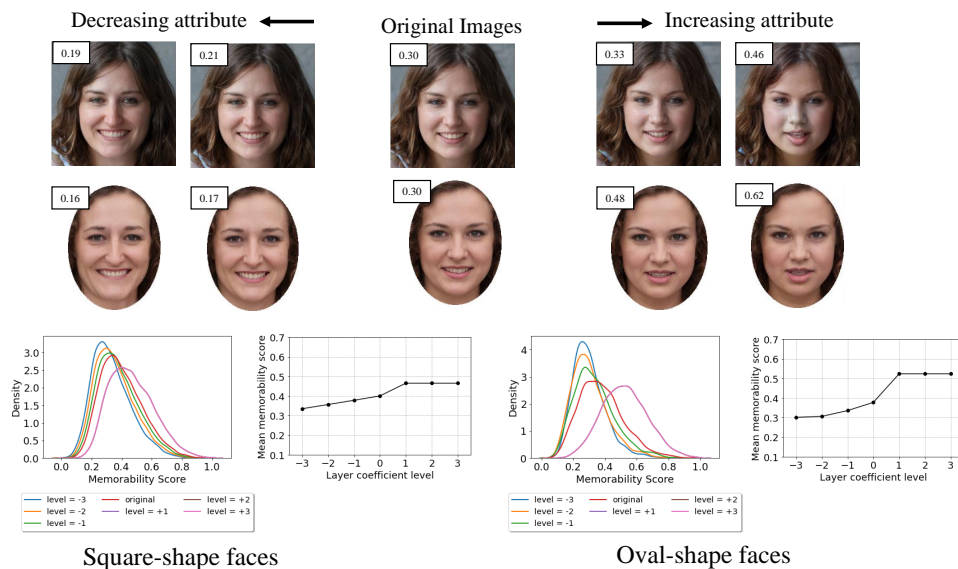 Decreasing attribute
Original Images
Increasing attribute
0.19
0.21
0.30
0.33
0.46
0.16
0.17
0.30
0.48
0.62
3.0
2.5
2.0
1.5
1.0
0.5
0.0
Density
0.0 0.2 0.4 0.6 0.8 1.0
Memorability Score
level = -3
level = -2
level = -1
original
level = +1
level = +2
level = +3
0.7
0.6
0.5
0.4
0.3
0.2
0.1
Mean memorability score
−3 −2 −1 0 1 2 3
Layer coefficient level
4
3
2
1
0
Density
0.0 0.2 0.4 0.6 0.8 1.0
Memorability Score
level = -3
level = -2
level = -1
original
level = +1
level = +2
level = +3
0.7
0.6
0.5
0.4
0.3
0.2
0.1
Mean memorability score
−3 −2 −1 0 1 2 3
Layer coefficient level
Square-shape faces
Oval-shape faces